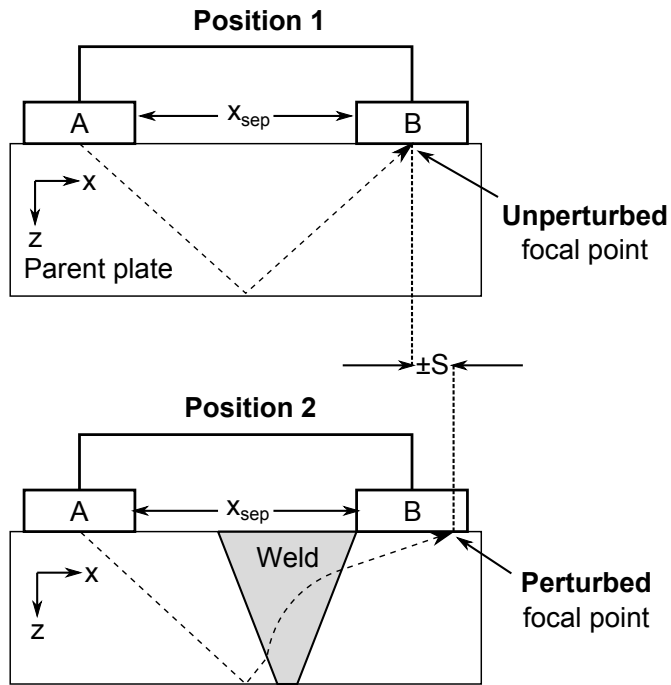 Position 1
A
x_sep
B
x
z
Parent plate
Unperturbed
focal point
±S
Position 2
A
x_sep
B
Weld
x
z
Perturbed
focal point